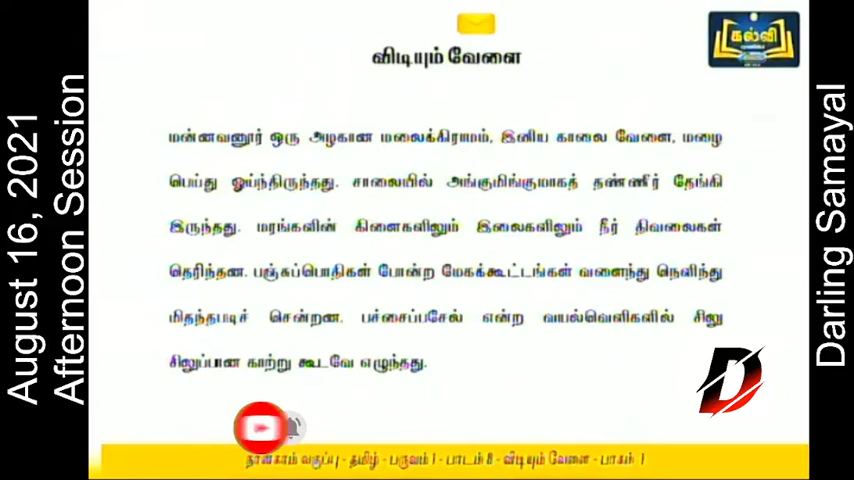 விடியும் வேளை
கல்வி
மன்னவனூர் ஒரு அழகான மலைக்கிராமம், இனிய காலை வேளை, மழை
பெய்து ஓய்ந்திருந்தது. சாலையில் அங்குமிங்குமாகத் தண்ணீர் தேங்கி
இருந்தது. மரங்களின் கிளைகளிலும் இலைகளிலும் நீர் திவலைகள்
தெரிந்தன. பஞ்சுப்பொதிகள் போன்ற மேகக்கூட்டங்கள் வளைந்து நெளிந்து
மிதந்தபடிச் சென்றன. பச்சைப்பசேல் என்ற வயல்வெளிகளில் சிலு
சிலுப்பான காற்று கூடவே எழுந்தது.
நான்காம் வகுப்பு - தமிழ் - பருவம் 1 - பாடம் 8 - விடியும் வேளை - பாகம் 1
August 16, 2021
Afternoon Session
Darling Samayal
D